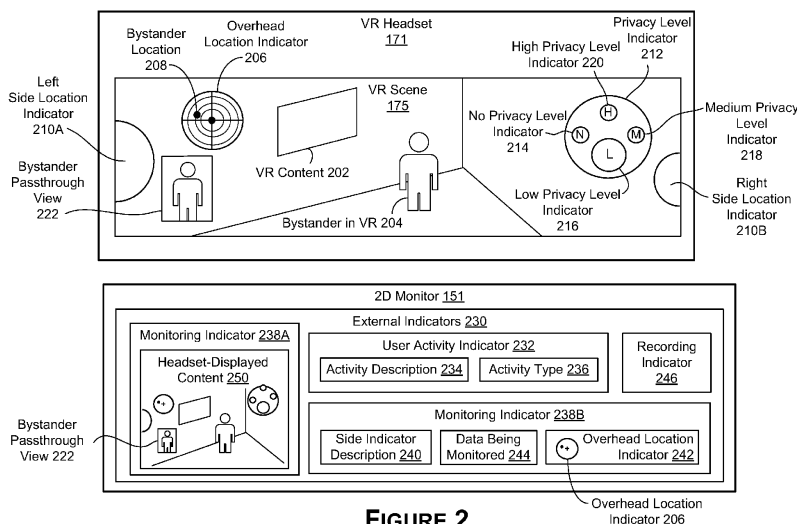 VR Headset
171
Bystander
Location
208
Overhead
Location Indicator
206
High Privacy Level
Indicator 220
Privacy Level
Indicator
212
Left
Side Location
Indicator
210A
VR Scene
175
No Privacy Level
Indicator
214
H
N
M
L
Medium Privacy
Level
Indicator
218
Bystander
Passthrough
View
222
VR Content 202
Bystander in VR 204
Low Privacy Level
Indicator
216
Right
Side Location
Indicator
210B
2D Monitor 151
External Indicators 230
Monitoring Indicator 238A
Headset-Displayed
Content 250
User Activity Indicator 232
Activity Description 234
Activity Type 236
Recording
Indicator
246
Bystander
Passthrough
View 222
Monitoring Indicator 238B
Side Indicator
Description 240
Data Being
Monitored 244
Overhead Location
Indicator 242
Overhead Location
Indicator 206
FIGURE 2